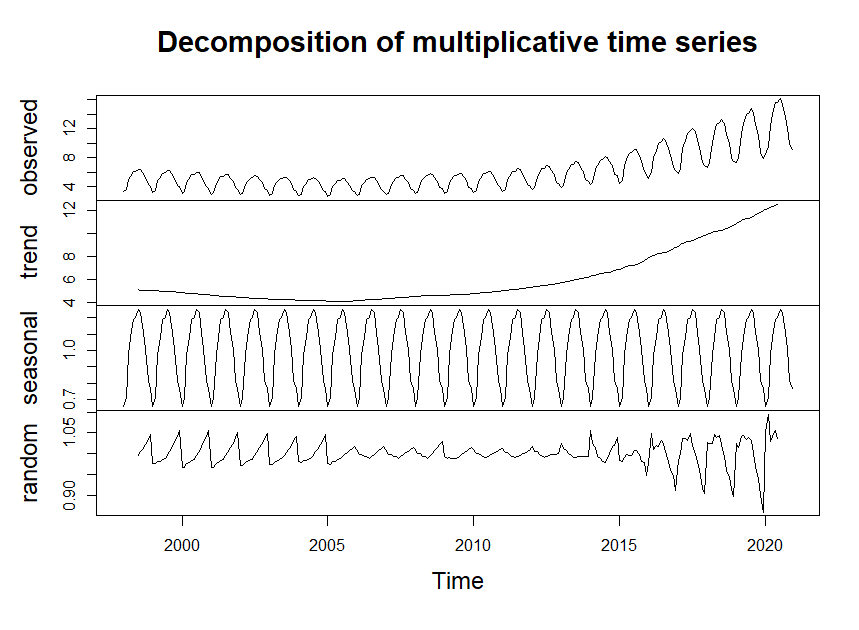 Decomposition of multiplicative time series
observed
4 8 12
trend
4 6 8 12
seasonal
0.7 1.0
random
0.90 1.05
2000 2005 2010 2015 2020
Time